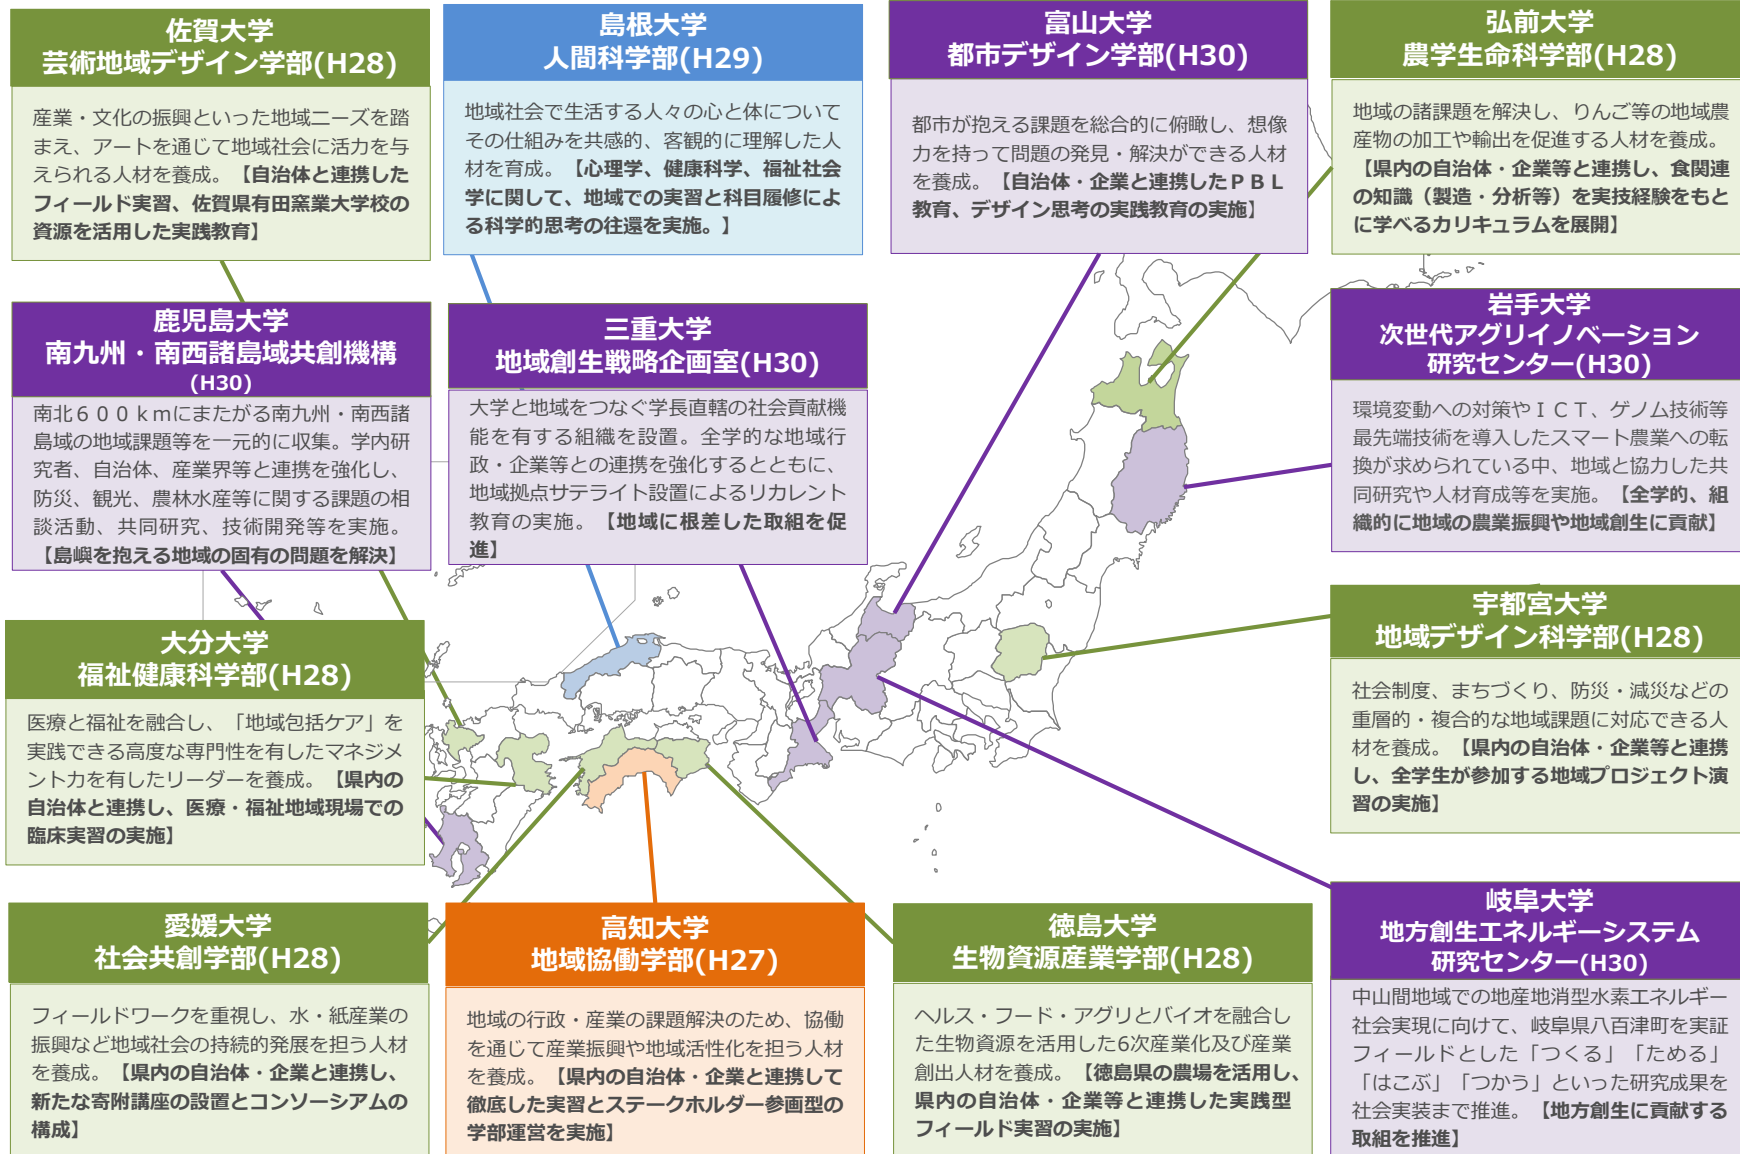 佐賀大学
芸術地域デザイン学部(H28)
産業・文化の振興といった地域ニーズを踏
まえ、アートを通じて地域社会に活力を与
えられる人材を養成。【自治体と連携した
フィールド実習、佐賀県有田窯業大学校の
資源を活用した実践教育】
島根大学
人間科学部(H29)
地域社会で生活する人々の心と体について
その仕組みを共感的、客観的に理解した人
材を育成。【心理学、健康科学、福祉社会
学に関して、地域での実習と科目履修によ
る科学的思考の往還を実施。】
富山大学
都市デザイン学部(H30)
都市が抱える課題を総合的に俯瞰し、想像
力を持って問題の発見・解決ができる人材
を養成。【自治体・企業と連携したＰＢＬ
教育、デザイン思考の実践教育の実施】
弘前大学
農学生命科学部(H28)
地域の諸課題を解決し、りんご等の地域農
産物の加工や輸出を促進する人材を養成。
【県内の自治体・企業等と連携し、食関連
の知識（製造・分析等）を実技経験をもと
に学べるカリキュラムを展開】
鹿児島大学
南九州・南西諸島域共創機構
(H30)
南北６００ｋｍにまたがる南九州・南西諸
島域の地域課題等を一元的に収集。学内研
究者、自治体、産業界等と連携を強化し、
防災、観光、農林水産等に関する課題の相
談活動、共同研究、技術開発等を実施。
【島嶼を抱える地域の固有の問題を解決】
三重大学
地域創生戦略企画室(H30)
大学と地域をつなぐ学長直轄の社会貢献機
能を有する組織を設置。全学的な地域行
政・企業等との連携を強化するとともに、
地域拠点サテライト設置によるリカレント
教育の実施。【地域に根差した取組を促
進】
岩手大学
次世代アグリイノベーション
研究センター(H30)
環境変動への対策やＩＣＴ、ゲノム技術等
最先端技術を導入したスマート農業への転
換が求められている中、地域と協力した共
同研究や人材育成等を実施。【全学的、組
織的に地域の農業振興や地域創生に貢献】
大分大学
福祉健康科学部(H28)
医療と福祉を融合し、「地域包括ケア」を
実践できる高度な専門性を有したマネジメ
ント力を有したリーダーを養成。【県内の
自治体と連携し、医療・福祉地域現場での
臨床実習の実施】
宇都宮大学
地域デザイン科学部(H28)
社会制度、まちづくり、防災・減災などの
重層的・複合的な地域課題に対応できる人
材を養成。【県内の自治体・企業等と連携
し、全学生が参加する地域プロジェクト演
習の実施】
愛媛大学
社会共創学部(H28)
フィールドワークを重視し、水・紙産業の
振興など地域社会の持続的発展を担う人材
を養成。【県内の自治体・企業と連携し、
新たな寄附講座の設置とコンソーシアムの
構成】
高知大学
地域協働学部(H27)
地域の行政・産業の課題解決のため、協働
を通じて産業振興や地域活性化を担う人材
を養成。【県内の自治体・企業と連携して
徹底した実習とステークホルダー参画型の
学部運営を実施】
徳島大学
生物資源産業学部(H28)
ヘルス・フード・アグリとバイオを融合し
た生物資源を活用した6次産業化及び産業
創出人材を養成。【徳島県の農場を活用し、
県内の自治体・企業等と連携した実践型
フィールド実習の実施】
岐阜大学
地方創生エネルギーシステム
研究センター(H30)
中山間地域での地産地消型水素エネルギー
社会実現に向けて、岐阜県八百津町を実証
フィールドとした「つくる」「ためる」
「はこぶ」「つかう」といった研究成果を
社会実装まで推進。【地方創生に貢献する
取組を推進】